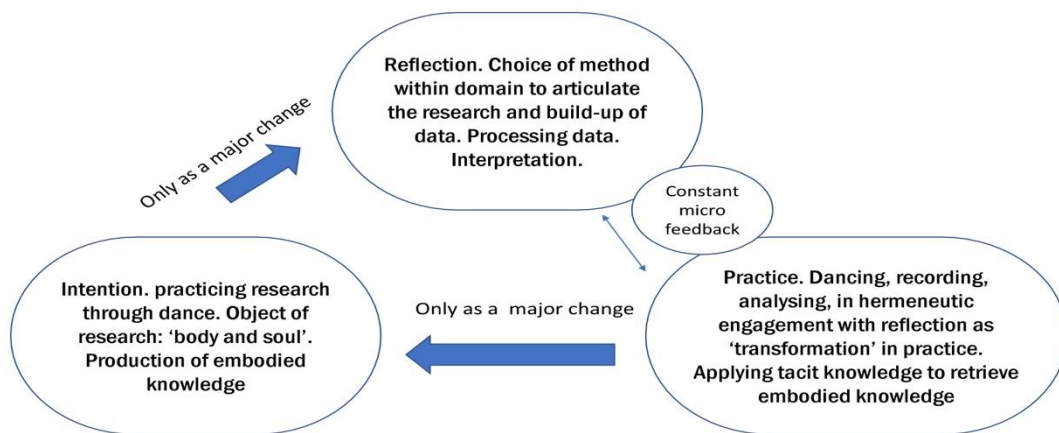 Reflection. Choice of method
within domain to articulate
the research and build-up of
data. Processing data.
Interpretation.
Only as a major change
Constant
micro
feedback
Intention. practicing research
through dance. Object of
research: ‘body and soul’.
Production of embodied
knowledge
Only as a  major change
Practice. Dancing, recording,
analysing, in hermeneutic
engagement with reflection as
‘transformation’ in practice.
Applying tacit knowledge to retrieve
embodied knowledge